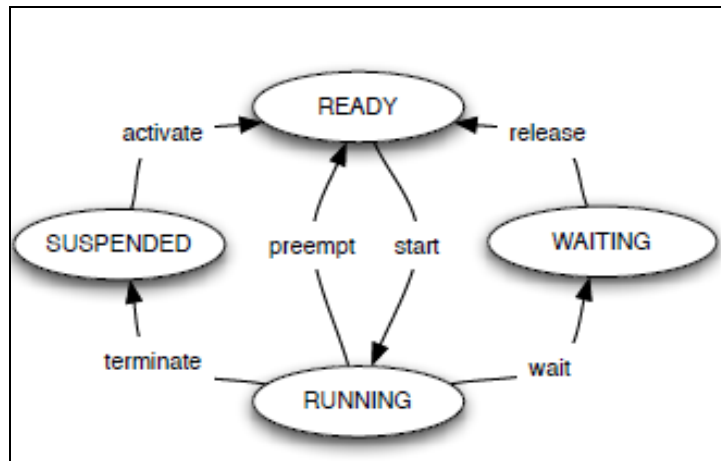 READY
activate
release
SUSPENDED
preempt
start
WAITING
terminate
wait
RUNNING